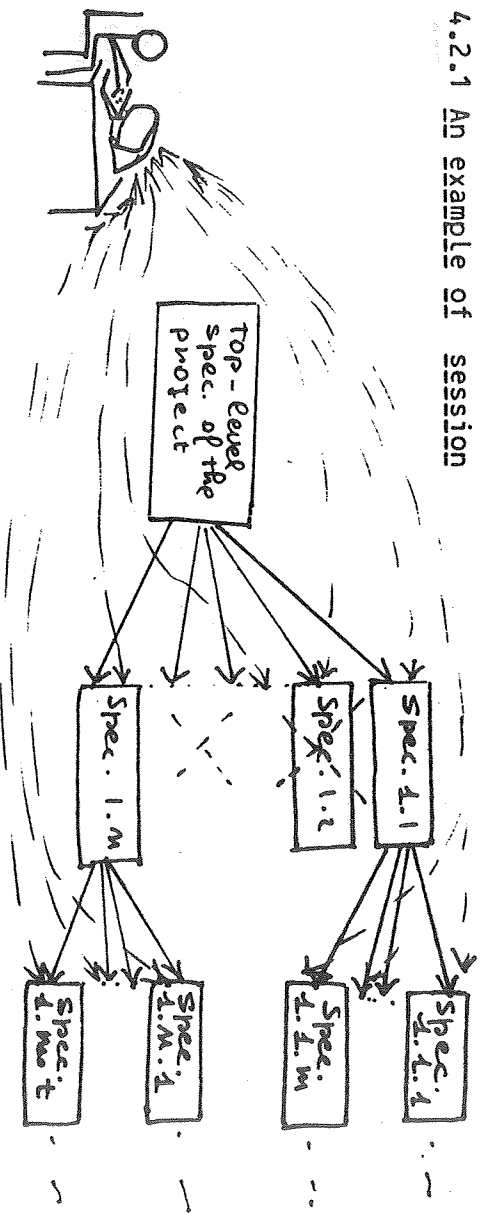 4.2.1 An example of session
Top-level
spec. of the
project
Spec. 1.1
Spec. 1.2
Spec. 1.n
Spec.
1.1.1
Spec.
1.1.m
Spec.
1.n.1
Spec.
1.n.t